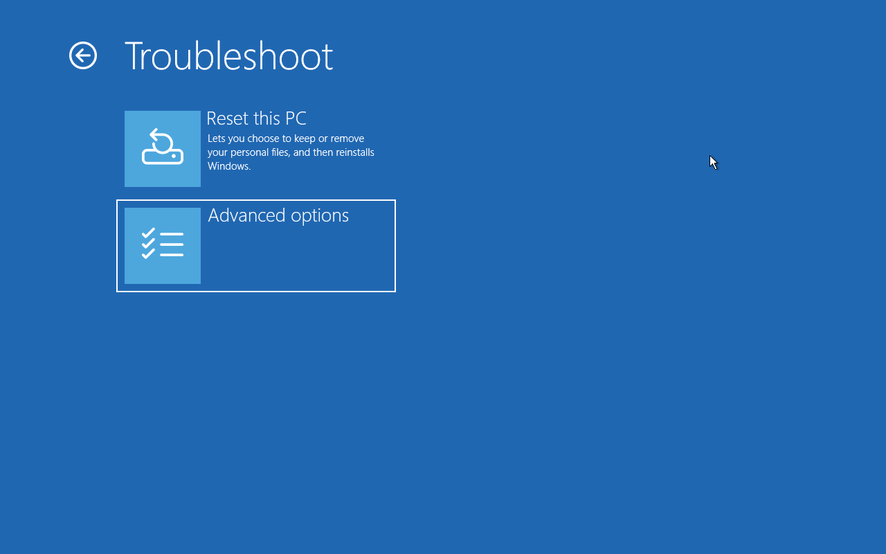 Troubleshoot
Reset this PC
Lets you choose to keep or remove
your personal files, and then reinstalls
Windows.
Advanced options